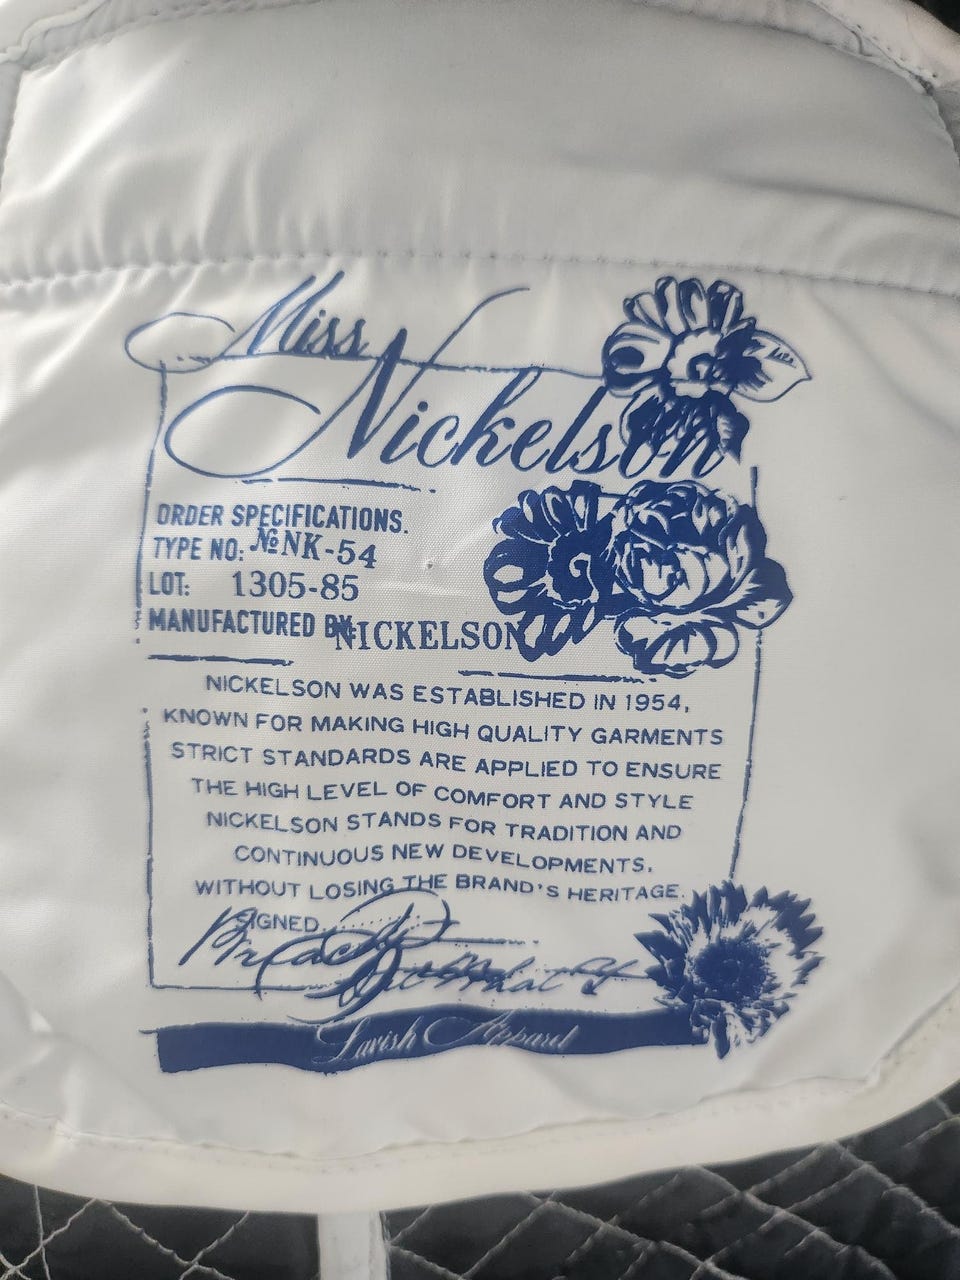 Miss
Nickelson
ORDER SPECIFICATIONS.
TYPE NO: №NK-54
LOT: 1305-85
MANUFACTURED BY: NICKELSON
NICKELSON WAS ESTABLISHED IN 1954,
KNOWN FOR MAKING HIGH QUALITY GARMENTS
STRICT STANDARDS ARE APPLIED TO ENSURE
THE HIGH LEVEL OF COMFORT AND STYLE
NICKELSON STANDS FOR TRADITION AND
CONTINUOUS NEW DEVELOPMENTS,
WITHOUT LOSING THE BRAND'S HERITAGE.
SIGNED
Lavish Apparel